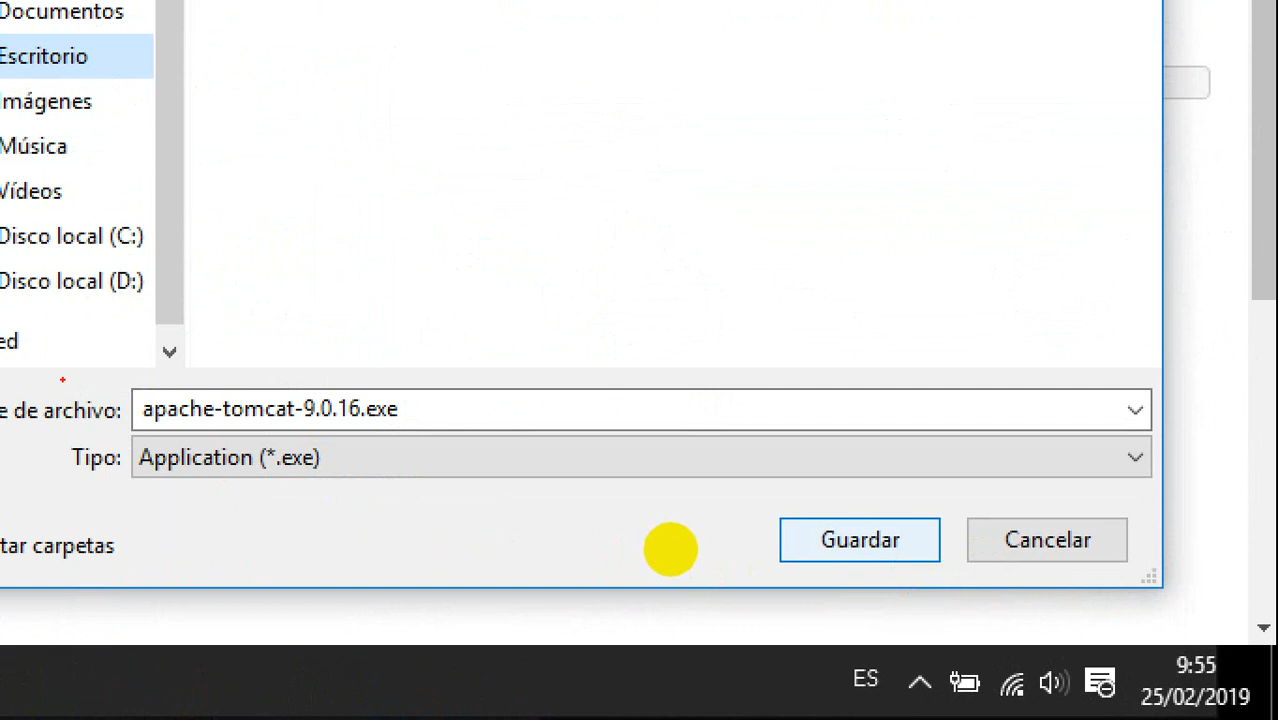 Documentos
Escritorio
Imágenes
Música
Vídeos
Disco local (C:)
Disco local (D:)
ed
e de archivo: apache-tomcat-9.0.16.exe
Tipo: Application (*.exe)
tar carpetas
Guardar Cancelar
ES 9:55
25/02/2019